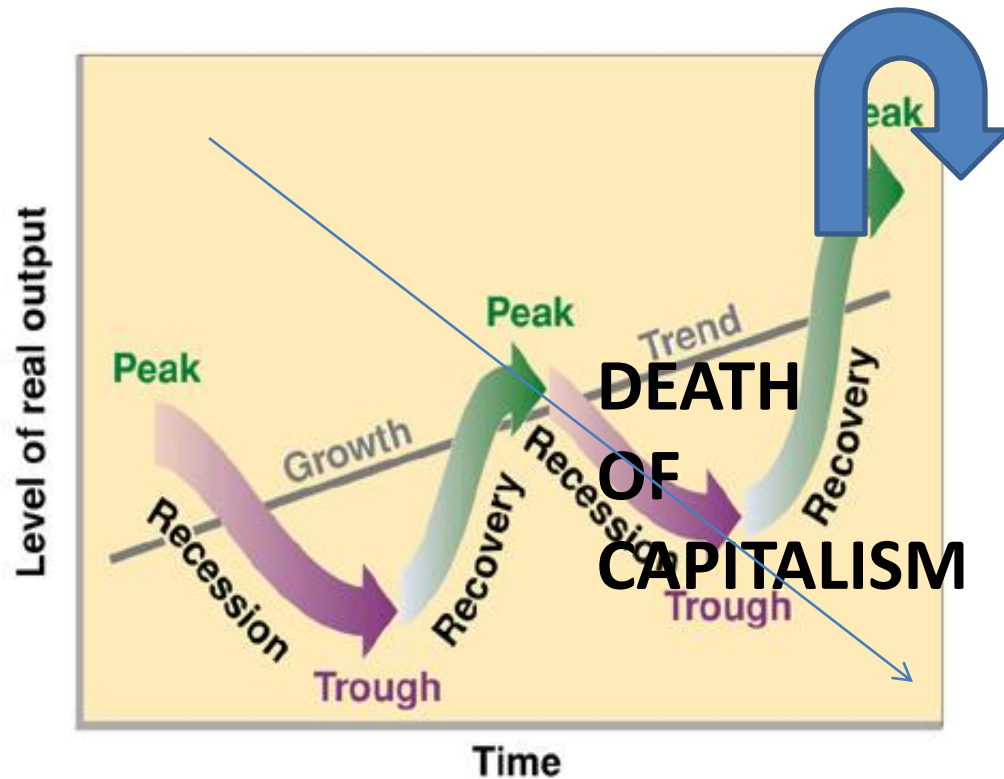 eak
Peak
Trend
Peak
DEATH
Growth
OF
Recession
Recovery
Recession
Recovery
CAPITALISM
Trough
Trough
Level of real output
Time